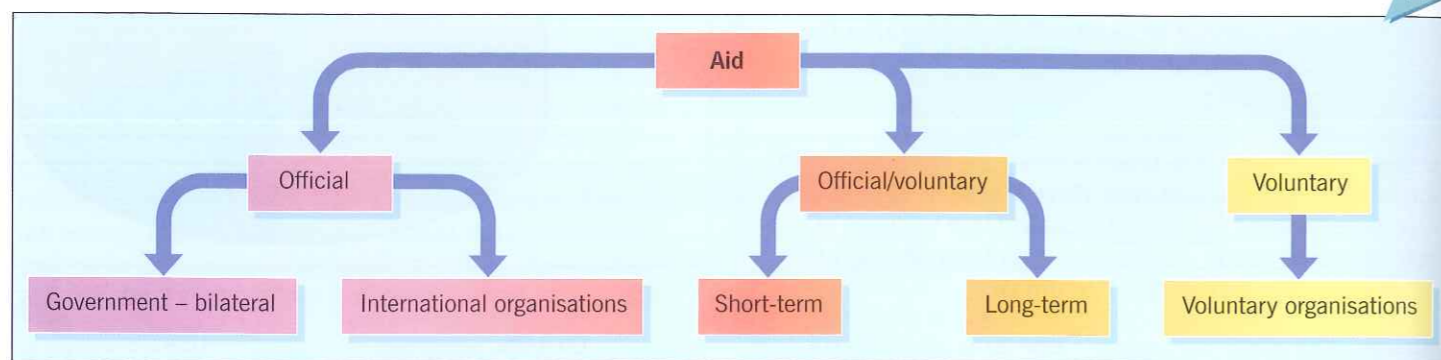 Aid
Official
Official/voluntary
Voluntary
Government – bilateral
International organisations
Short-term
Long-term
Voluntary organisations